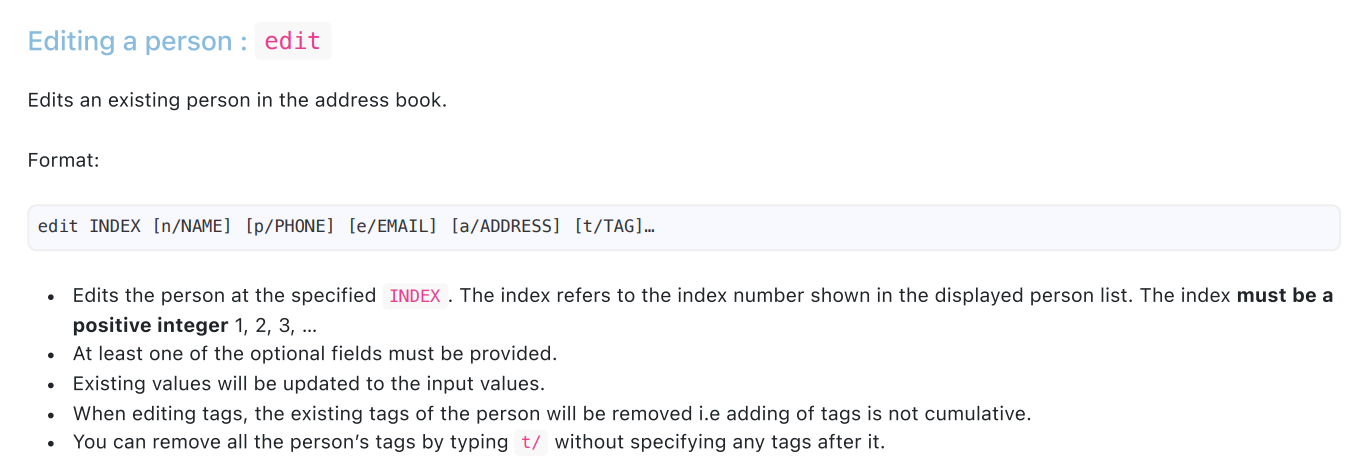 Editing a person : edit
Edits an existing person in the address book.
Format:
edit INDEX [n/NAME] [p/PHONE] [e/EMAIL] [a/ADDRESS] [t/TAG]…
• Edits the person at the specified INDEX . The index refers to the index number shown in the displayed person list. The index must be a
positive integer 1, 2, 3, …
• At least one of the optional fields must be provided.
• Existing values will be updated to the input values.
• When editing tags, the existing tags of the person will be removed i.e adding of tags is not cumulative.
• You can remove all the person’s tags by typing t/ without specifying any tags after it.